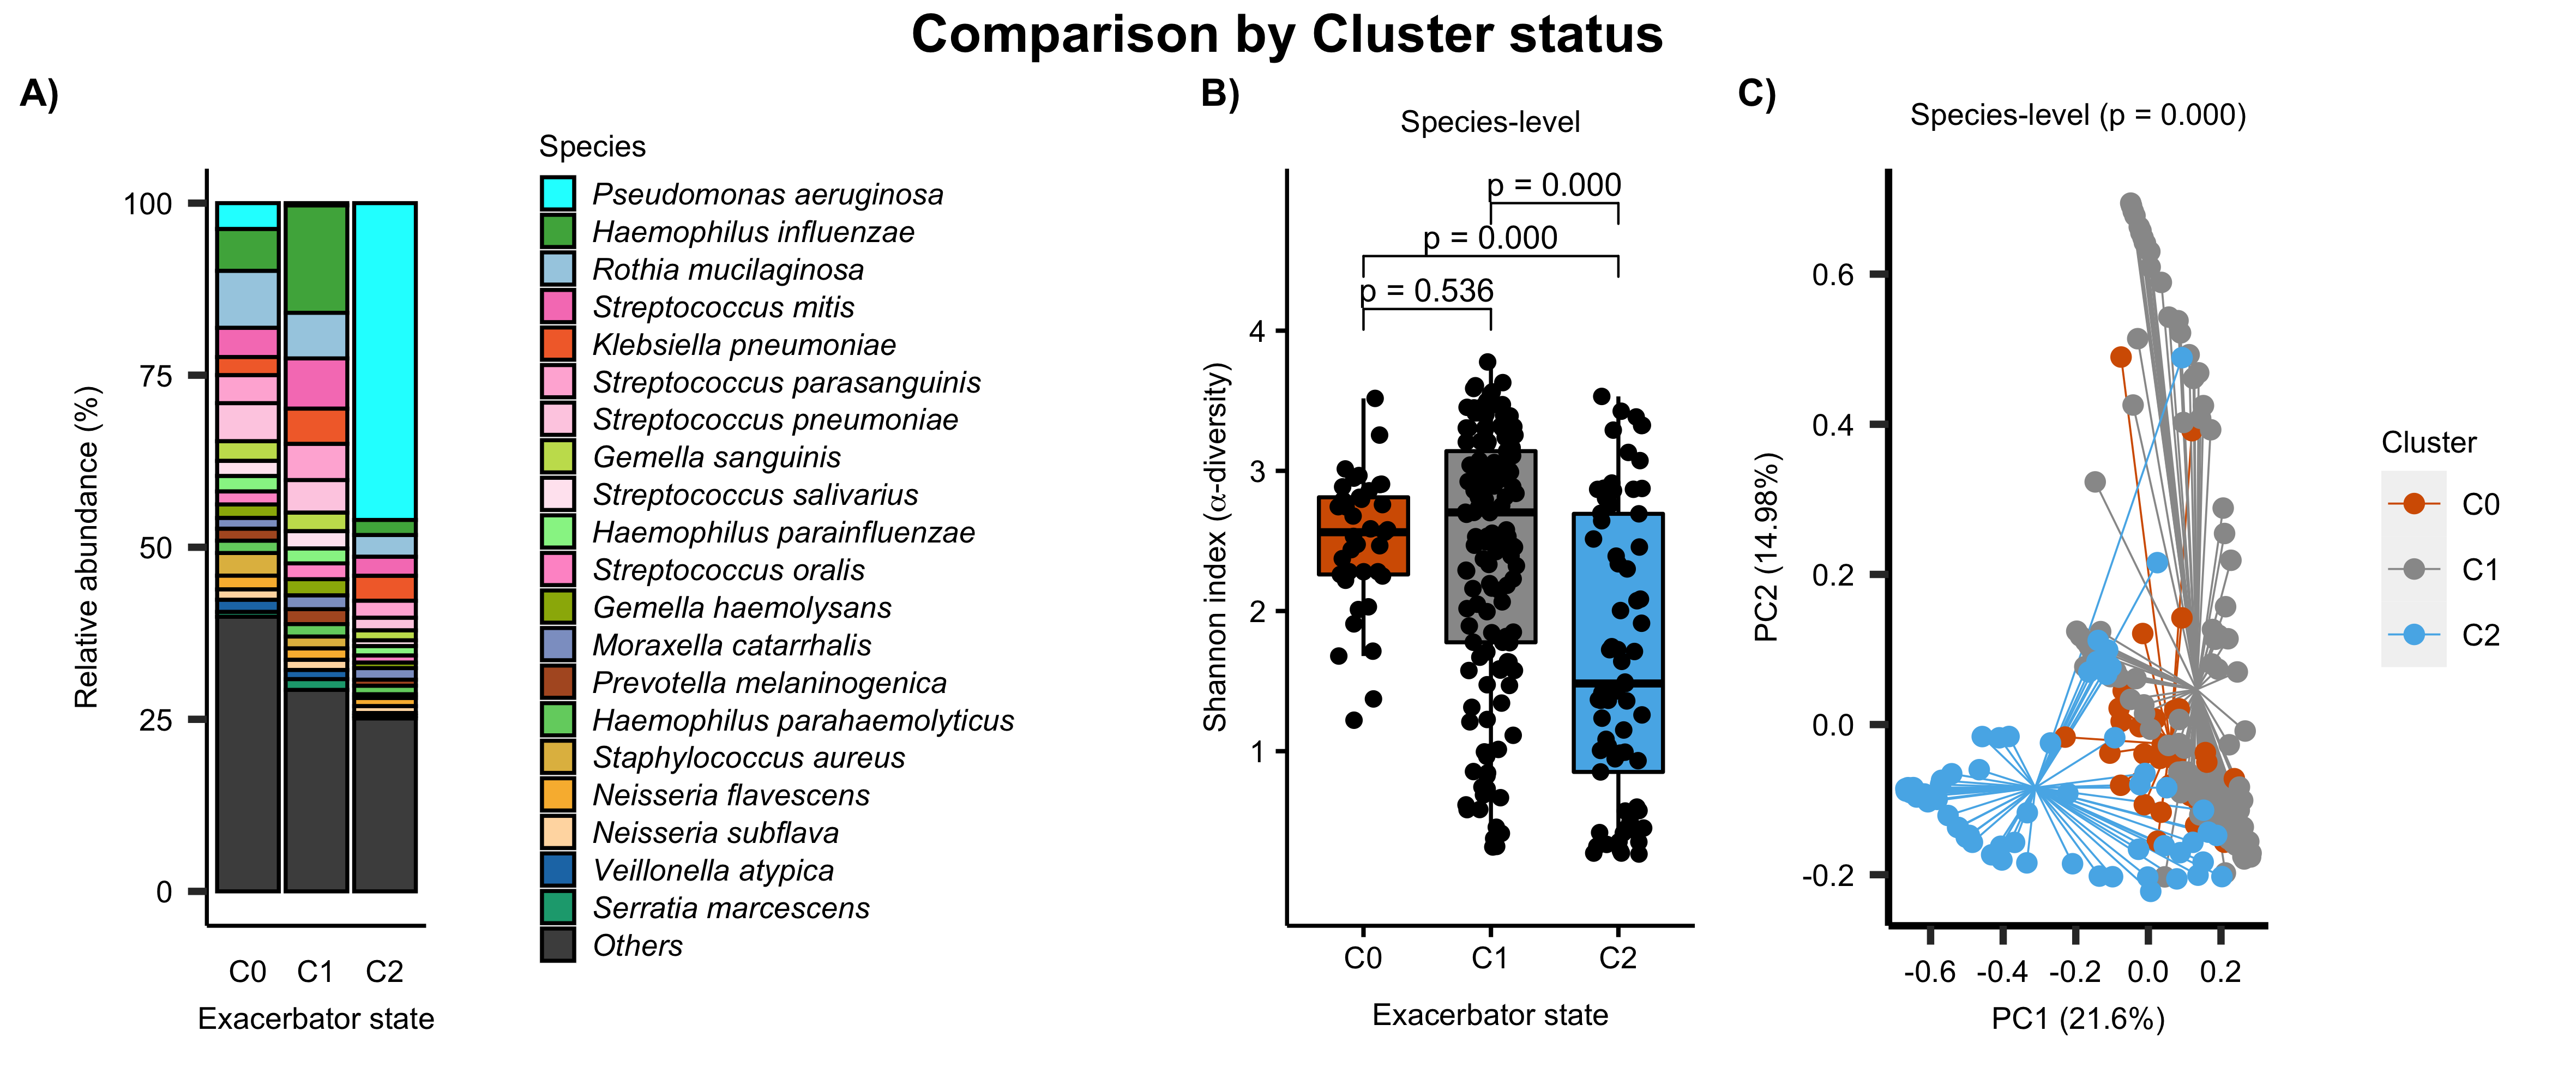 Comparison by Cluster status
A)
Relative abundance (%)
100
75
50
25
0
C0 C1 C2
Exacerbator state
Species
Pseudomonas aeruginosa
Haemophilus influenzae
Rothia mucilaginosa
Streptococcus mitis
Klebsiella pneumoniae
Streptococcus parasanguinis
Streptococcus pneumoniae
Gemella sanguinis
Streptococcus salivarius
Haemophilus parainfluenzae
Streptococcus oralis
Gemella haemolysans
Moraxella catarrhalis
Prevotella melaninogenica
Haemophilus parahaemolyticus
Staphylococcus aureus
Neisseria flavescens
Neisseria subflava
Veillonella atypica
Serratia marcescens
Others
B)
Species-level
p = 0.000
p = 0.000
p = 0.536
Shannon index (α-diversity)
4
3
2
1
C0 C1 C2
Exacerbator state
C)
Species-level (p = 0.000)
PC2 (14.98%)
0.6
0.4
0.2
0.0
-0.2
-0.6 -0.4 -0.2 0.0 0.2
PC1 (21.6%)
Cluster
C0
C1
C2